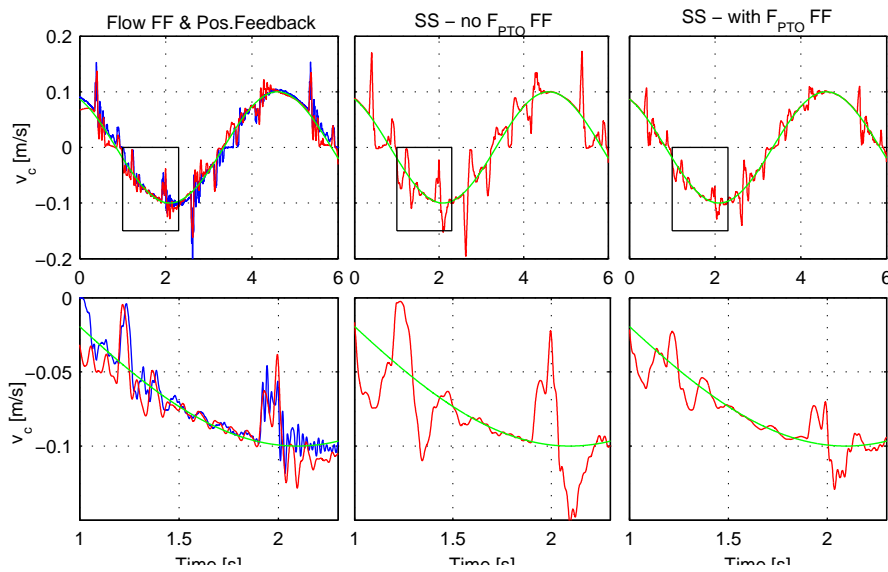 Flow FF & Pos.Feedback
SS − no F_PTO FF
SS − with F_PTO FF
v_c [m/s]
0.2
0.1
0
−0.1
−0.2
0 2 4 6
0 2 4 6
0 2 4 6
v_c [m/s]
0
−0.05
−0.1
1 1.5 2
1 1.5 2
1 1.5 2
Time [s]
Time [s]
Time [s]